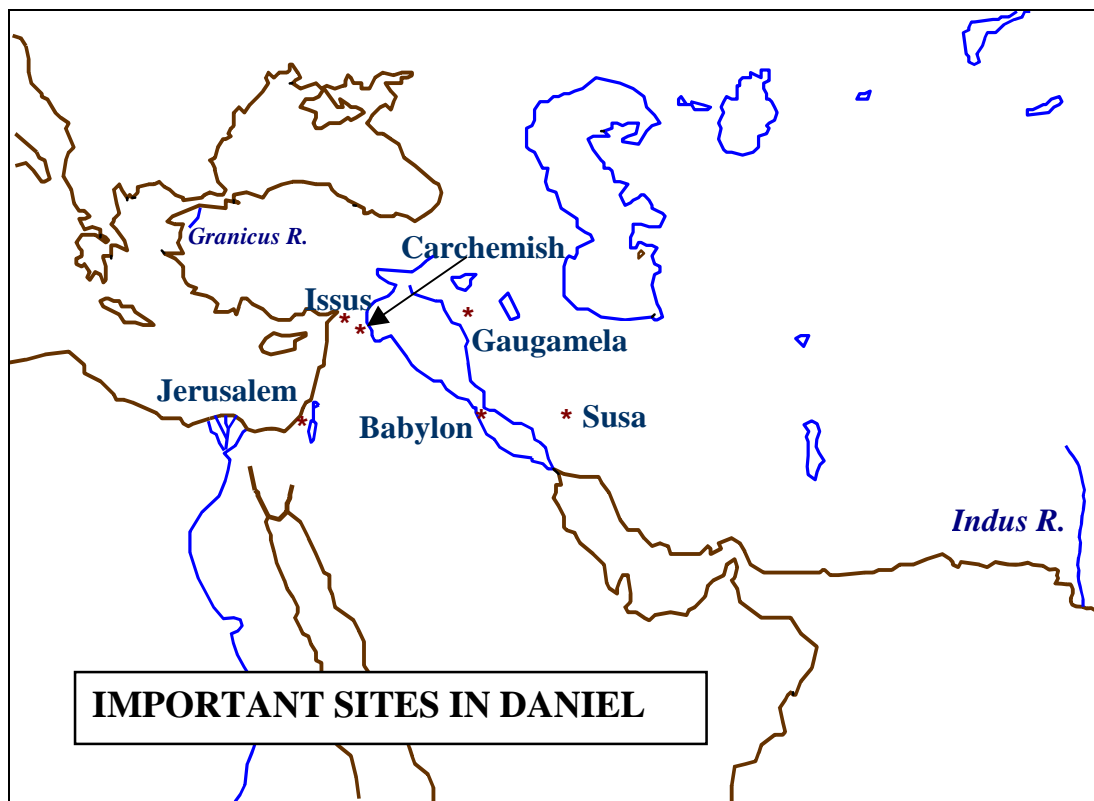 Granicus R.
Carchemish
Issus
Gaugamela
Jerusalem
Babylon
Susa
Indus R.
IMPORTANT SITES IN DANIEL